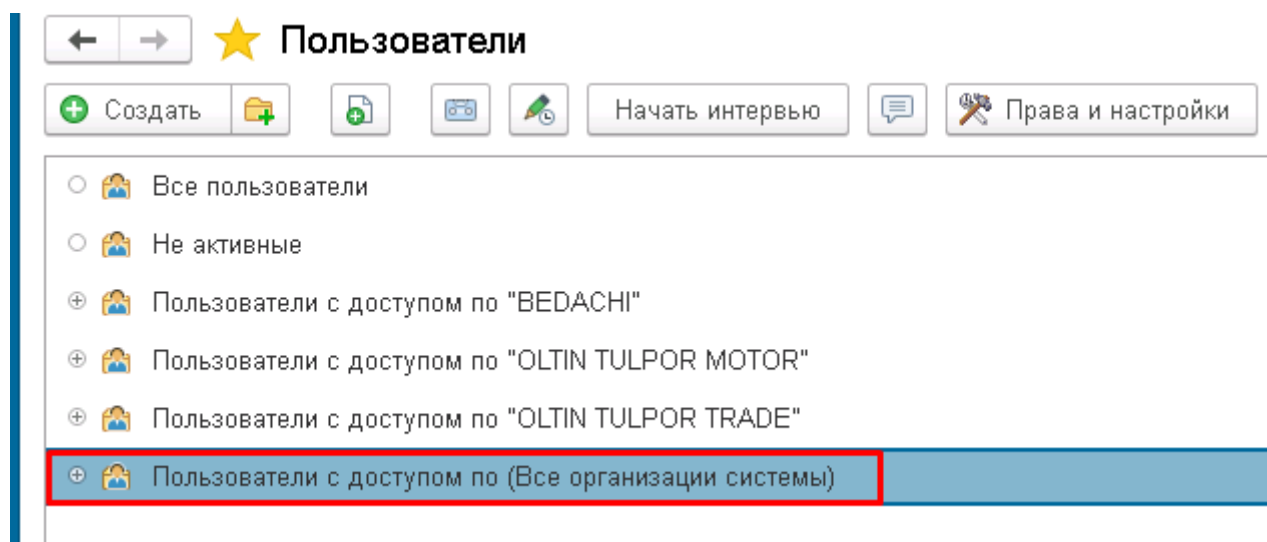 Пользователи
Создать Начать интервью Права и настройки
Все пользователи
Не активные
Пользователи с доступом по "BEDACHI"
Пользователи с доступом по "OLTIN TULPOR MOTOR"
Пользователи с доступом по "OLTIN TULPOR TRADE"
Пользователи с доступом по (Все организации системы)